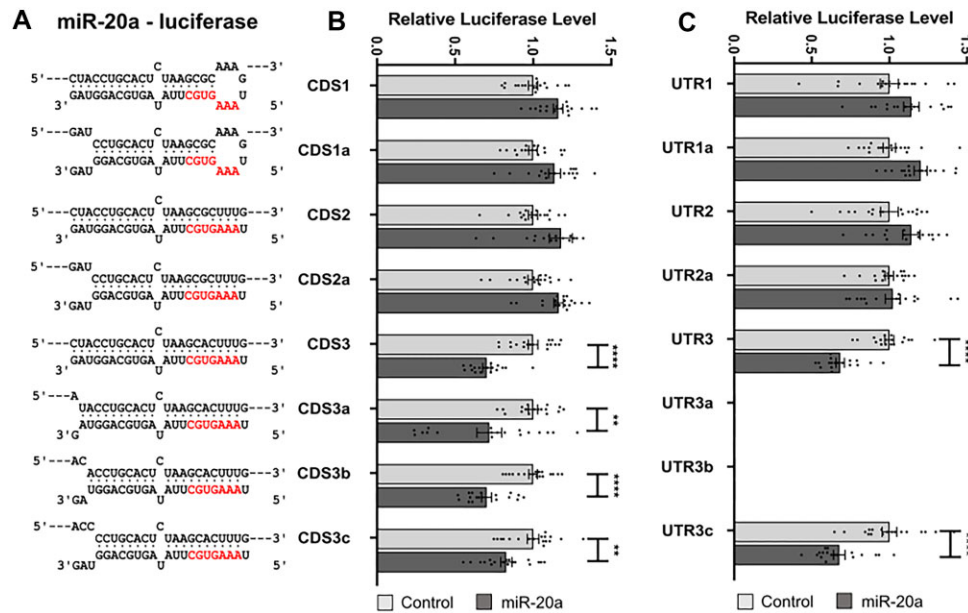 A miR-20a - luciferase
C AAA ---3'
5'--- CUACCUGCACU UAAGCGC G
GAUGGACGUGA AUUCGUG U
3' U AAA 5'
5'---GAU C AAA ---3'
CCUGCACU UAAGCGC G
GGACGUGA AUUCGUG U
3'GAU U AAA 5'
C
5'--- CUACCUGCACU UAAGCGCUUUG---3'
GAUGGACGUGA AUUCGUGAAAU
3' U 5'
5'---GAU C
CCUGCACU UAAGCGCUUUG---3'
GGACGUGA AUUCGUGAAAU
3'GAU U 5'
C
5'--- CUACCUGCACU UAAGCACUUUG---3'
GAUGGACGUGA AUUCGUGAAAU
3' U 5'
5'---A C
UACCUGCACU UAAGCACUUUG---3'
AUGGACGUGA AUUCGUGAAAU
3'G U 5'
5'---AC C
ACCUGCACU UAAGCACUUUG---3'
UGGACGUGA AUUCGUGAAAU
3'GA U 5'
5'---ACC C
CCUGCACU UAAGCACUUUG---3'
GGACGUGA AUUCGUGAAAU
3'GAU U 5'
B Relative Luciferase Level
0.0 0.5 1.0 1.5
CDS1
CDS1a
CDS2
CDS2a
CDS3 ****
CDS3a **
CDS3b ****
CDS3c **
Control miR-20a
C Relative Luciferase Level
0.0 0.5 1.0 1.5
UTR1
UTR1a
UTR2
UTR2a
UTR3
UTR3a
UTR3b
UTR3c
Control miR-20a